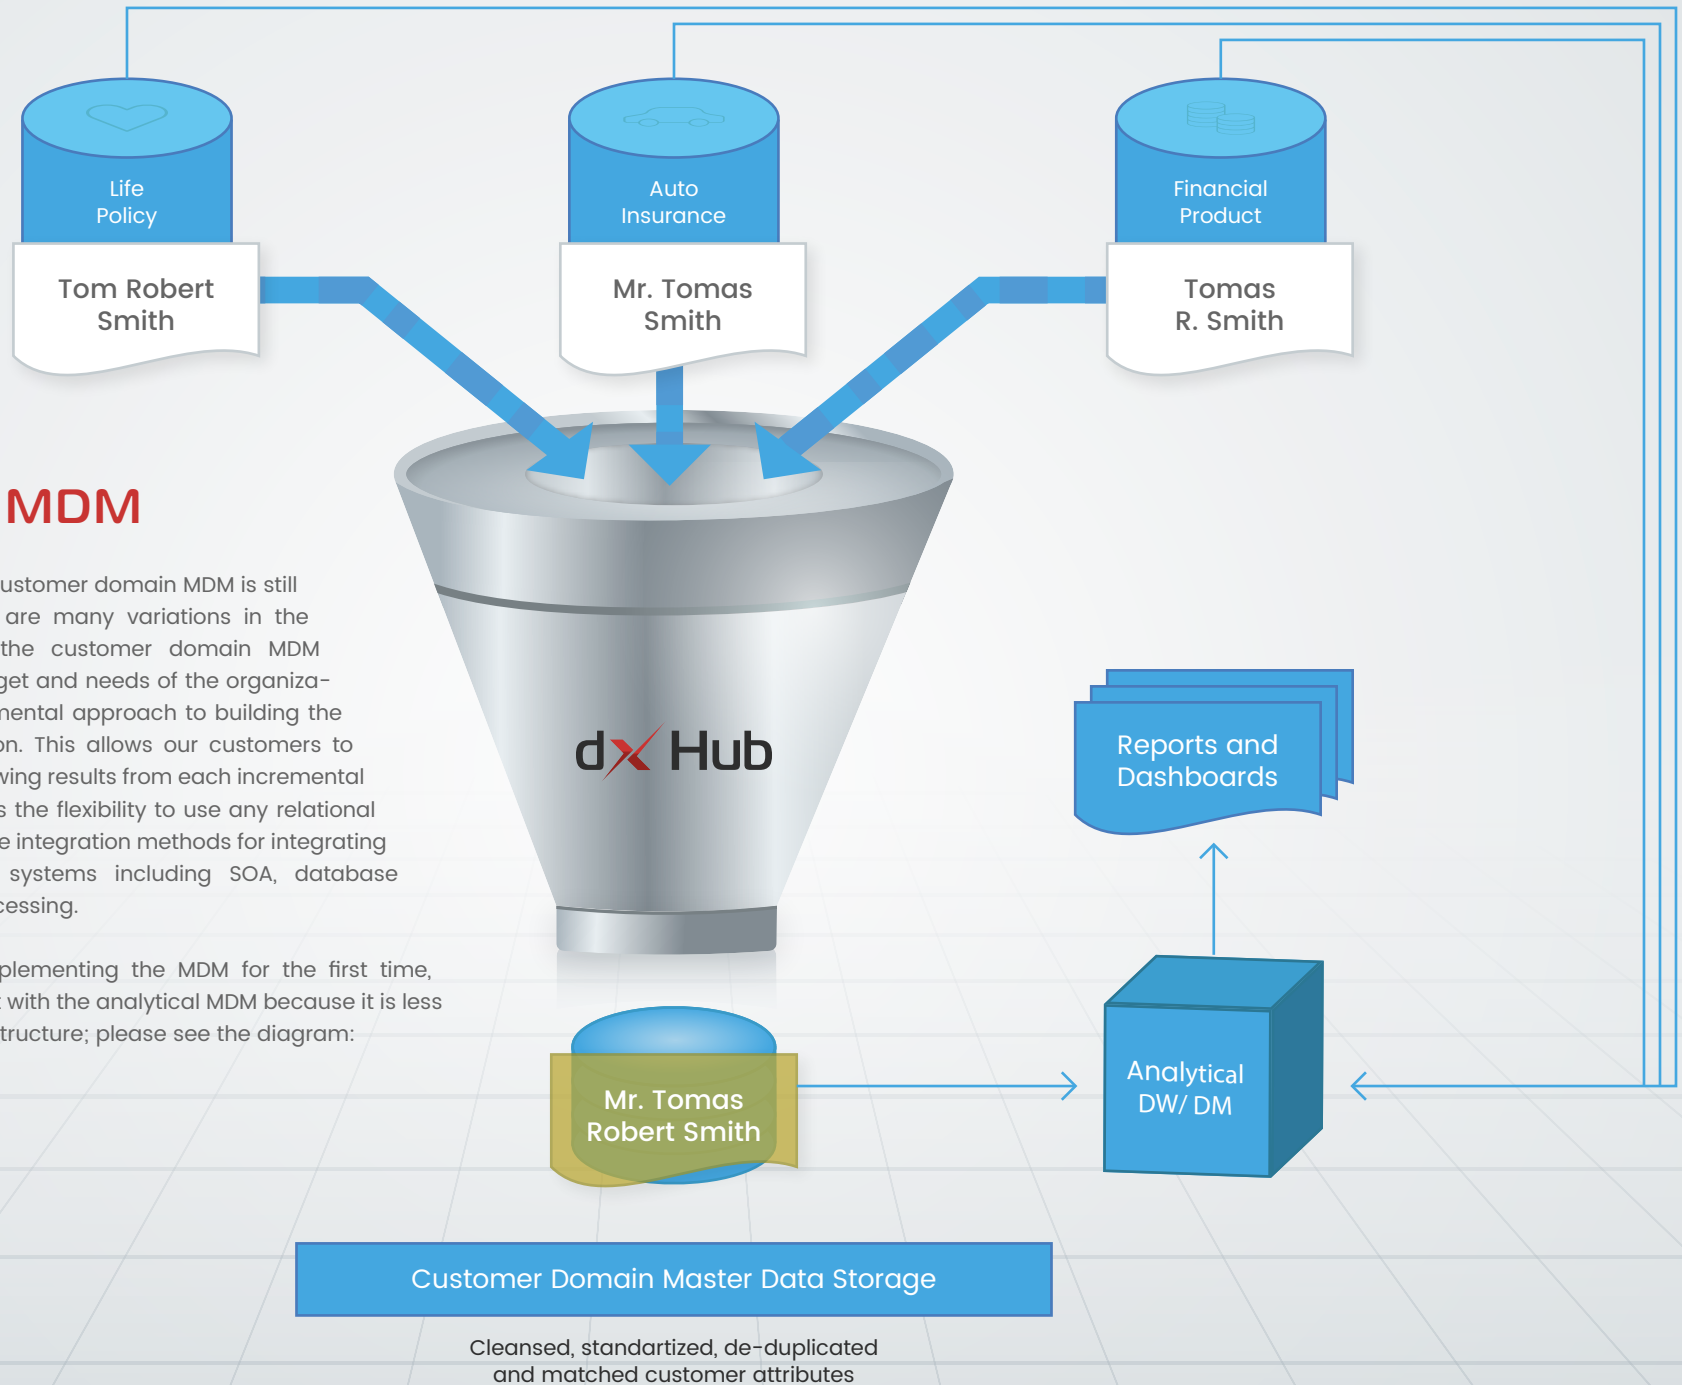 Life
Policy
Auto
Insurance
Financial
Product
Tom Robert
Smith
Mr. Tomas
Smith
Tomas
R. Smith
MDM
ustomer domain MDM is still
are many variations in the
the customer domain MDM
get and needs of the organiza-
mental approach to building the
on. This allows our customers to
wing results from each incremental
s the flexibility to use any relational
e integration methods for integrating
systems including SOA, database
cessing.
plementing the MDM for the first time,
t with the analytical MDM because it is less
tructure; please see the diagram:
dx Hub
Reports and
Dashboards
Analytical
DW/ DM
Mr. Tomas
Robert Smith
Customer Domain Master Data Storage
Cleansed, standartized, de-duplicated
and matched customer attributes